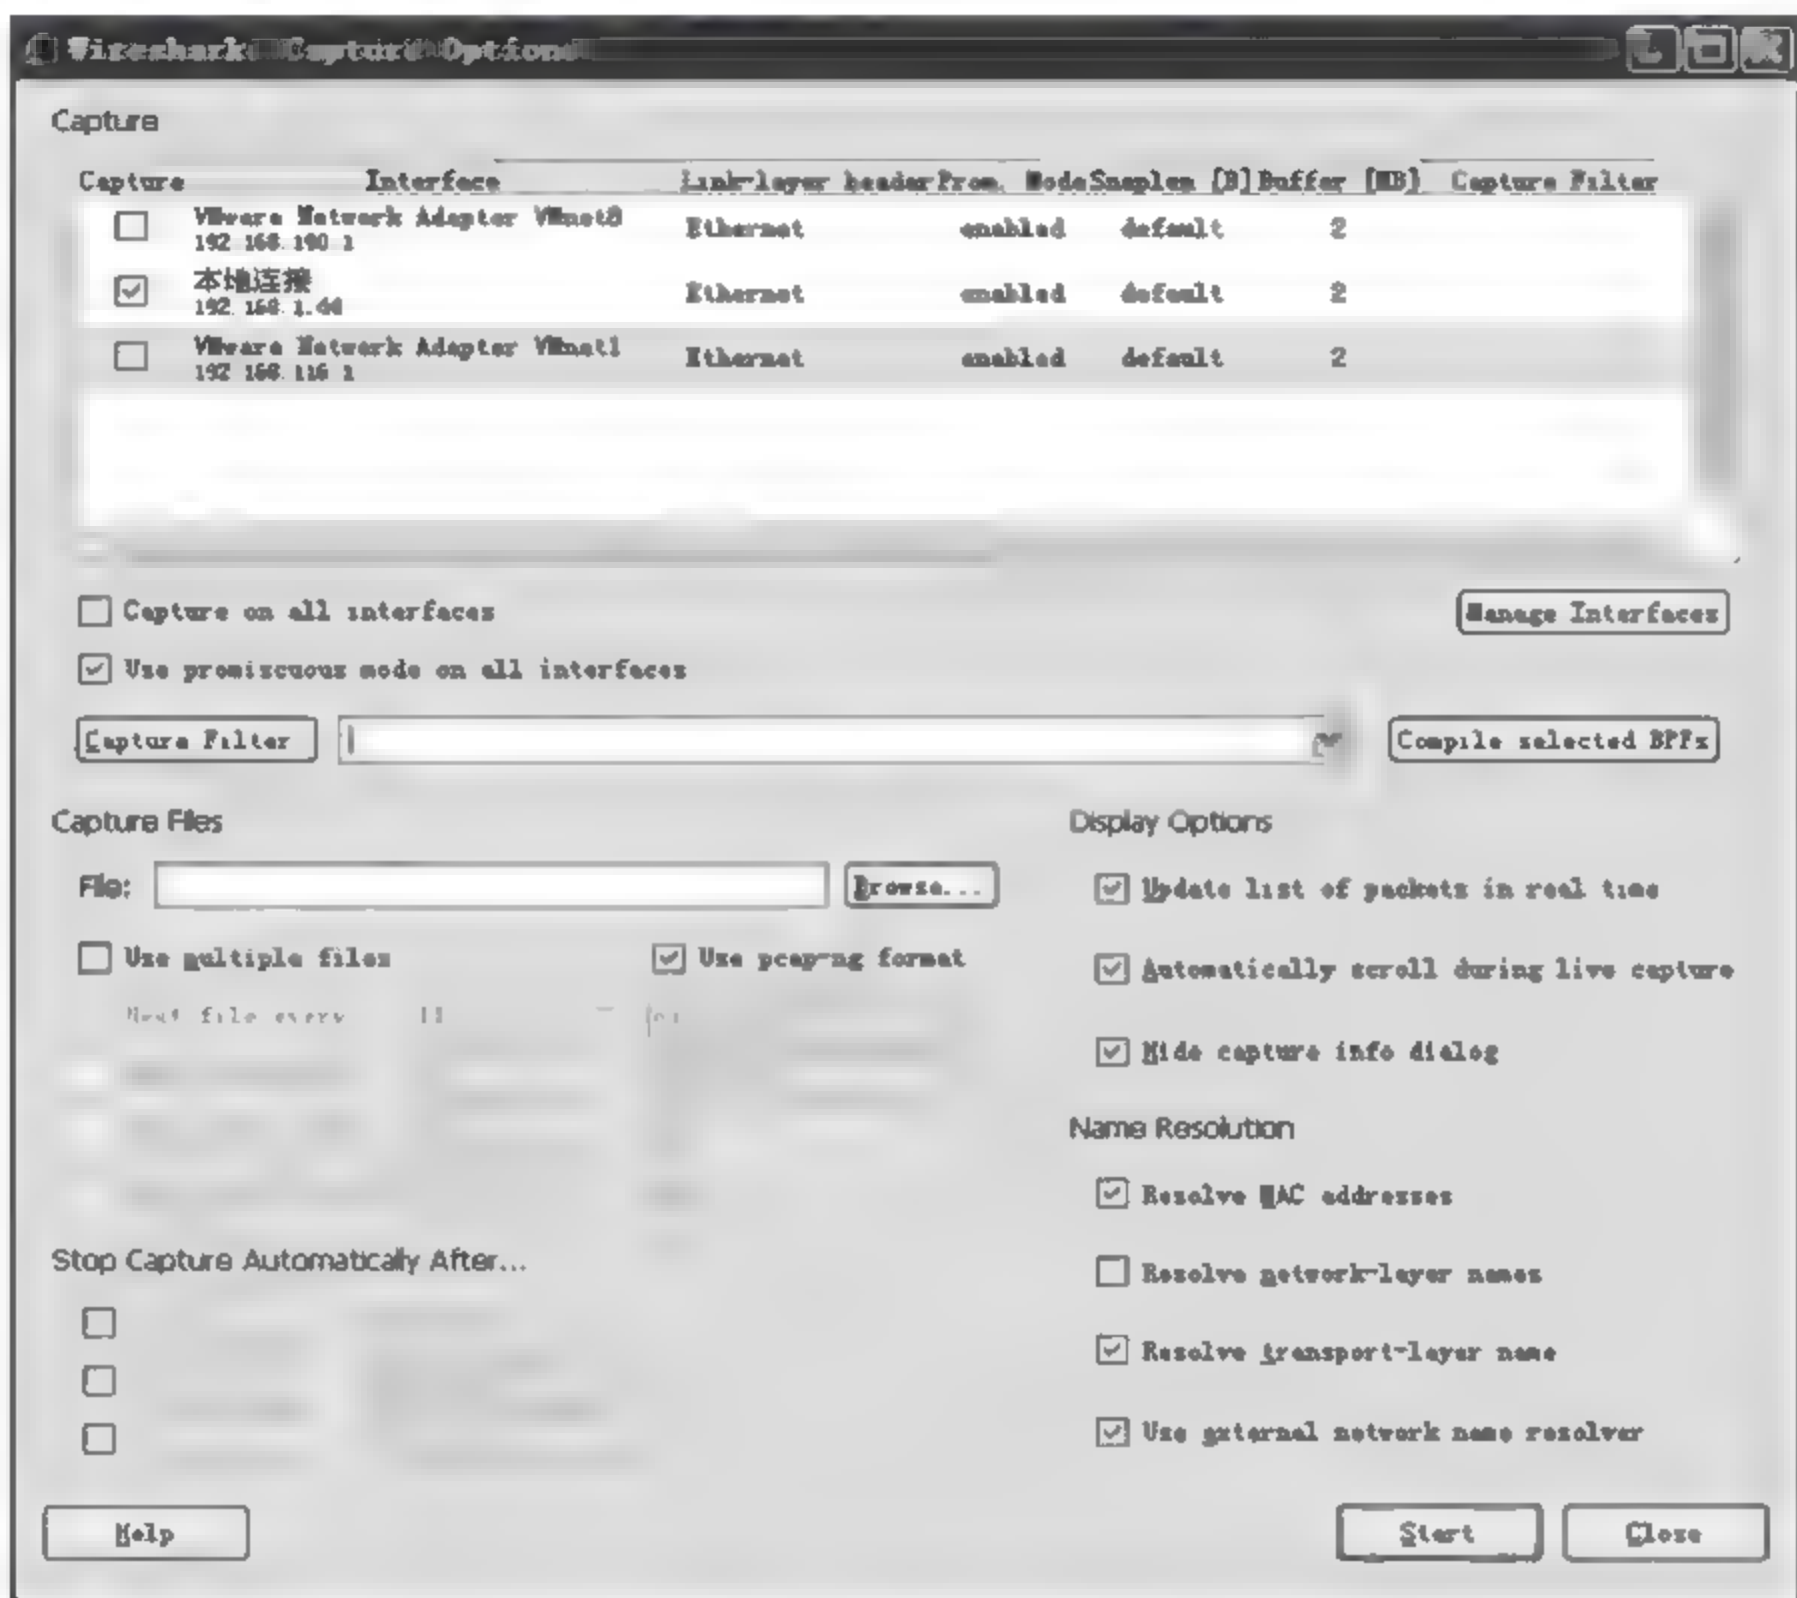 Wireshark: Capture Options
Capture
Capture Interface Link-layer header Prom. Mode Snaplen [B] Buffer [MB] Capture Filter
VMware Network Adapter VMnet8 Ethernet enabled default 2
192.168.190.1
本地连接 Ethernet enabled default 2
192.168.1.
VMware Network Adapter VMnet1 Ethernet enabled default 2
192.168.116.1
Capture on all interfaces
Manage Interfaces
Use promiscuous mode on all interfaces
Capture Filter
Compile selected BPFs
Capture Files
Display Options
File:
Browse...
Update list of packets in real time
Use multiple files
Use pcap-ng format
Automatically scroll during live capture
Next file every
Hide capture info dialog
Name Resolution
Resolve MAC addresses
Stop Capture Automatically After...
Resolve network-layer names
Resolve transport-layer name
Use external network name resolver
Help
Start
Close